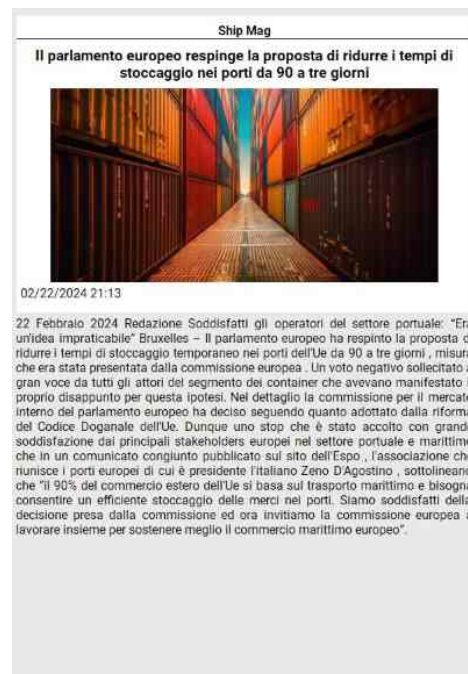 Ship Mag
Il parlamento europeo respinge la proposta di ridurre i tempi di
stoccaggio nei porti da 90 a tre giorni
02/22/2024 21:13
22 Febbraio 2024 Redazione Soddisfatti gli operatori del settore portuale: “Era
un'idea impraticabile” Bruxelles – Il parlamento europeo ha respinto la proposta
ridurre i tempi di stoccaggio temporaneo nei porti dell'Ue da 90 a tre giorni , misura
che era stata presentata dalla commissione europea . Un voto negativo sollecitato
gran voce da tutti gli attori del segmento dei container che avevano manifestato
proprio disappunto per questa ipotesi. Nel dettaglio la commissione per il mercato
interno del parlamento europeo ha deciso seguendo quanto adottato dalla riforma
del Codice Doganale dell'Ue. Dunque uno stop che è stato accolto con grande
soddisfazione dai principali stakeholders europei nel settore portuale e marittimo
che in un comunicato congiunto pubblicato sul sito dell'Espo , l'associazione che
riunisce i porti europei di cui è presidente l'italiano Zeno D'Agostino , sottolineano
che “il 90% del commercio estero dell'Ue si basa sul trasporto marittimo e bisogna
consentire un efficiente stoccaggio delle merci nei porti. Siamo soddisfatti della
decisione presa dalla commissione ed ora invitiamo la commissione europea
lavorare insieme per sostenere meglio il commercio marittimo europeo”.